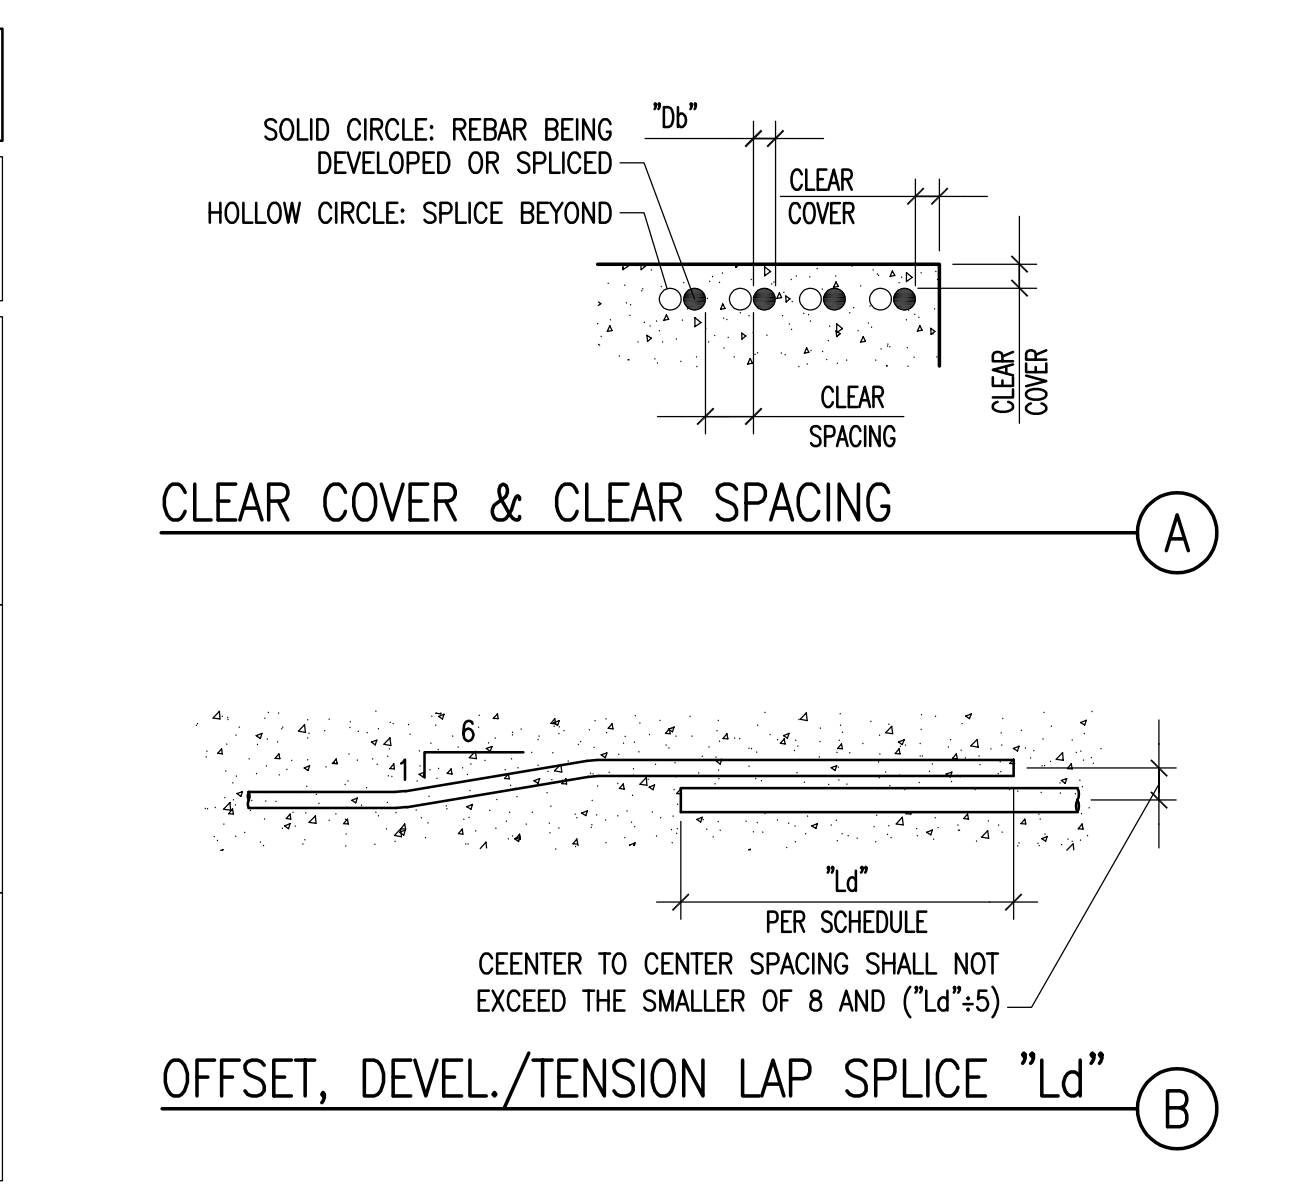 "Db"
SOLID CIRCLE: REBAR BEING
DEVELOPED OR SPLICED
HOLLOW CIRCLE: SPLICE BEYOND
CLEAR
COVER
CLEAR
COVER
CLEAR
SPACING
CLEAR COVER & CLEAR SPACING
A
6
1
"Ld"
PER SCHEDULE
CEENTER TO CENTER SPACING SHALL NOT
EXCEED THE SMALLER OF 8 AND ("Ld"÷5)
OFFSET, DEVEL./TENSION LAP SPLICE "Ld"
B